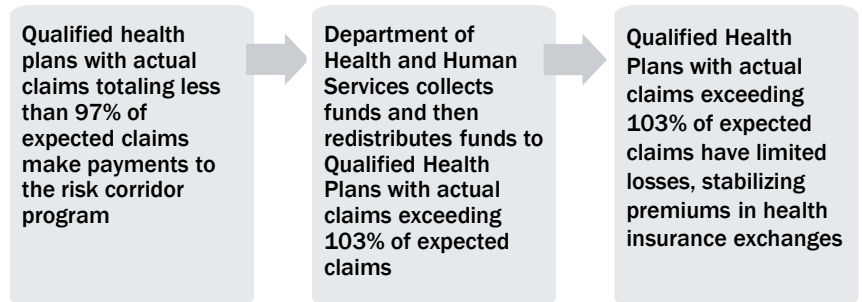 Qualified health
plans with actual
claims totaling less
than 97% of
expected claims
make payments to
the risk corridor
program
Department of
Health and Human
Services collects
funds and then
redistributes funds to
Qualified Health
Plans with actual
claims exceeding
103% of expected
claims
Qualified Health
Plans with actual
claims exceeding
103% of expected
claims have limited
losses, stabilizing
premiums in health
insurance exchanges